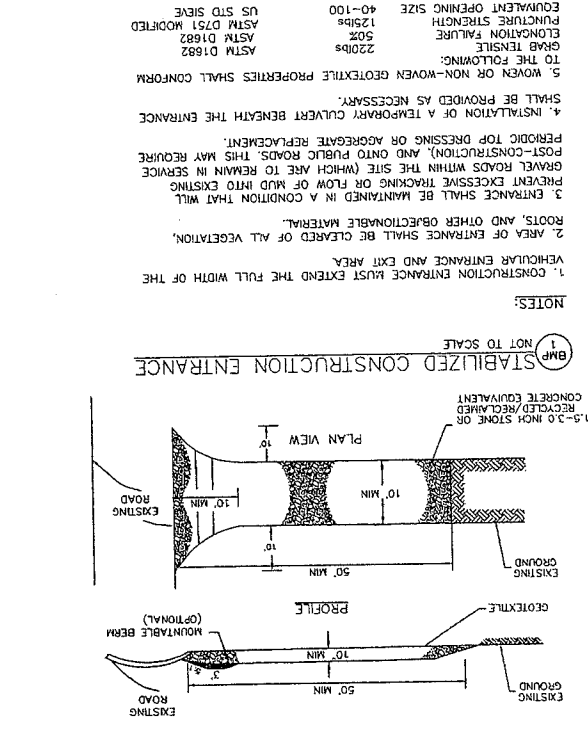 EXISTING
GROUND
50' MIN
EXISTING
ROAD
3'
10" MIN
MOUNTABLE BERM
(OPTIONAL)
GEOTEXTILE
PROFILE
EXISTING
GROUND
50' MIN
10'
10' MIN
10' MIN
EXISTING
ROAD
PLAN VIEW
10'
1.5-3.0 INCH STONE OR
RECYCLED/RECLAIMED
CONCRETE EQUIVALENT
BMP
1
STABILIZED CONSTRUCTION ENTRANCE
NOT TO SCALE
NOTES:
1. CONSTRUCTION ENTRANCE MUST EXTEND THE FULL WIDTH OF THE
VEHICULAR ENTRANCE AND EXIT AREA
2. AREA OF ENTRANCE SHALL BE CLEARED OF ALL VEGETATION,
ROOTS, AND OTHER OBJECTIONABLE MATERIAL.
3. ENTRANCE SHALL BE MAINTAINED IN A CONDITION THAT WILL
PREVENT EXCESSIVE TRACKING OR FLOW OF MUD INTO EXISTING
GRAVEL ROADS WITHIN THE SITE (WHICH ARE TO REMAIN IN SERVICE
POST-CONSTRUCTION). AND ONTO PUBLIC ROADS. THIS MAY REQUIRE
PERIODIC TOP DRESSING OR AGGREGATE REPLACEMENT.
4. INSTALLATION OF A TEMPORARY CULVERT BENEATH THE ENTRANCE
SHALL BE PROVIDED AS NECESSARY.
5. WOVEN OR NON-WOVEN GEOTEXTILE PROPERTIES SHALL CONFORM
TO THE FOLLOWING:
GRAB TENSILE 220lbs ASTM D1682
ELONGATION FAILURE 50% ASTM D1682
PUNCTURE STRENGTH 125lbs ASTM D751 MODIFIED
EQUIVALENT OPENING SIZE 40-100 US STD SIEVE